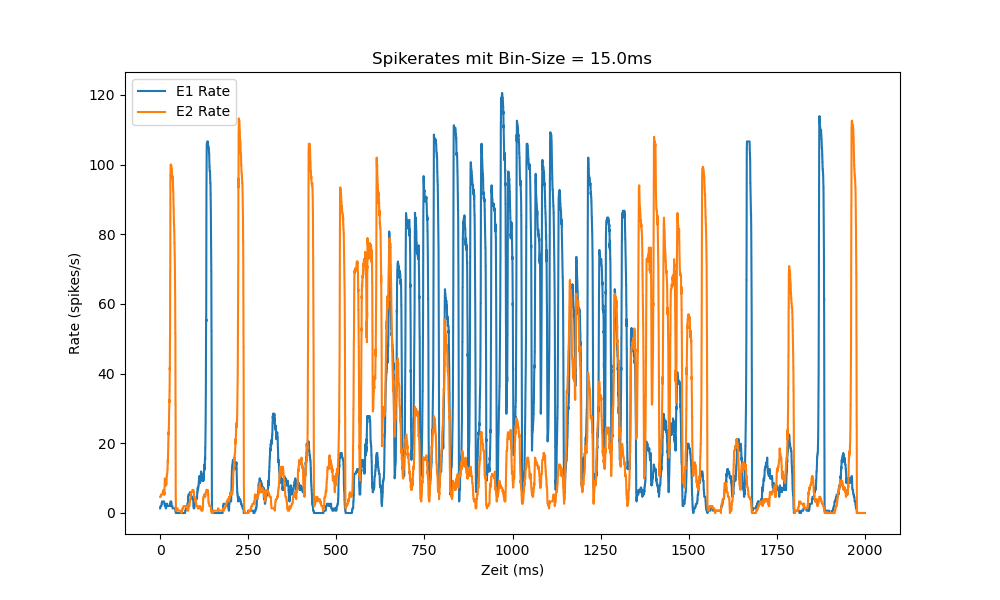 Spikerates mit Bin-Size = 15.0ms
E1 Rate
E2 Rate
120
100
80
60
40
20
0
Rate (spikes/s)
0 250 500 750 1000 1250 1500 1750 2000
Zeit (ms)